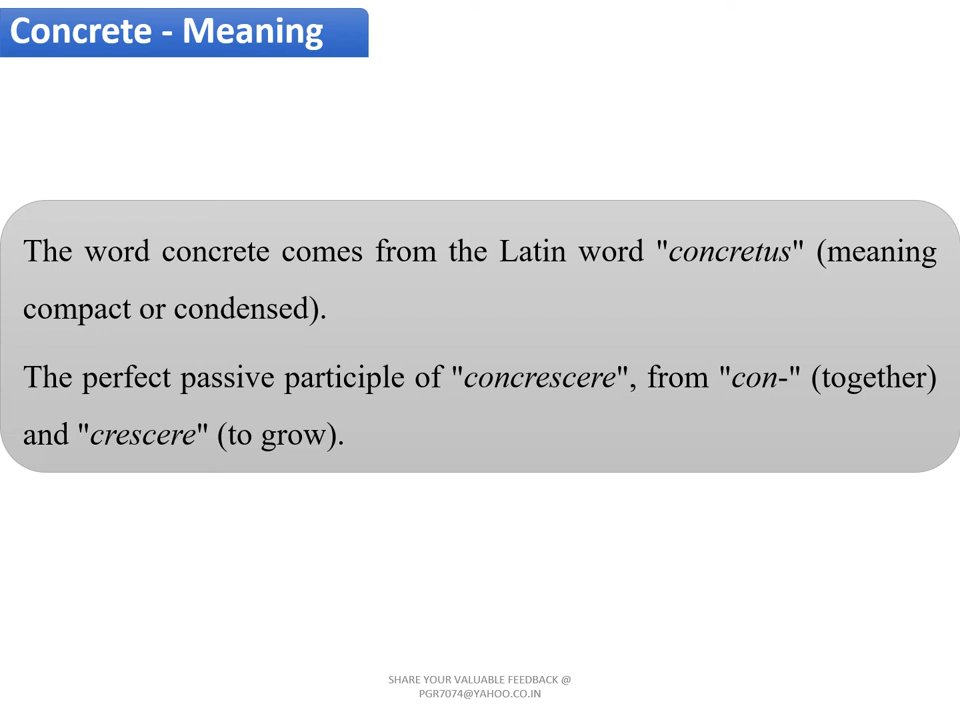 Concrete - Meaning
The word concrete comes from the Latin word "concretus" (meaning
compact or condensed).
The perfect passive participle of "concrescere", from "con-" (together)
and "crescere" (to grow).
SHARE YOUR VALUABLE FEEDBACK @
PGR7074@YAHOO.CO.IN